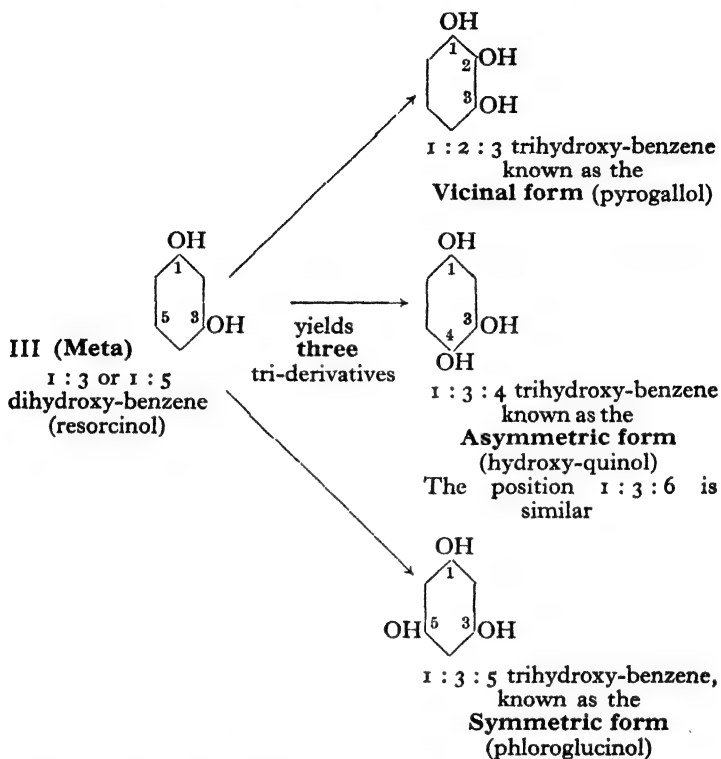 OH
1
2 OH
3 OH
1 : 2 : 3 trihydroxy-benzene
known as the
Vicinal form (pyrogallol)
OH
1
5 3 OH
III (Meta)
1 : 3 or 1 : 5
dihydroxy-benzene
(resorcinol)
yields
three
tri-derivatives
OH
1
3 OH
4
OH
1 : 3 : 4 trihydroxy-benzene
known as the
Asymmetric form
(hydroxy-quinol)
The position 1 : 3 : 6 is
similar
OH
1
OH 5 3 OH
1 : 3 : 5 trihydroxy-benzene,
known as the
Symmetric form
(phloroglucinol)